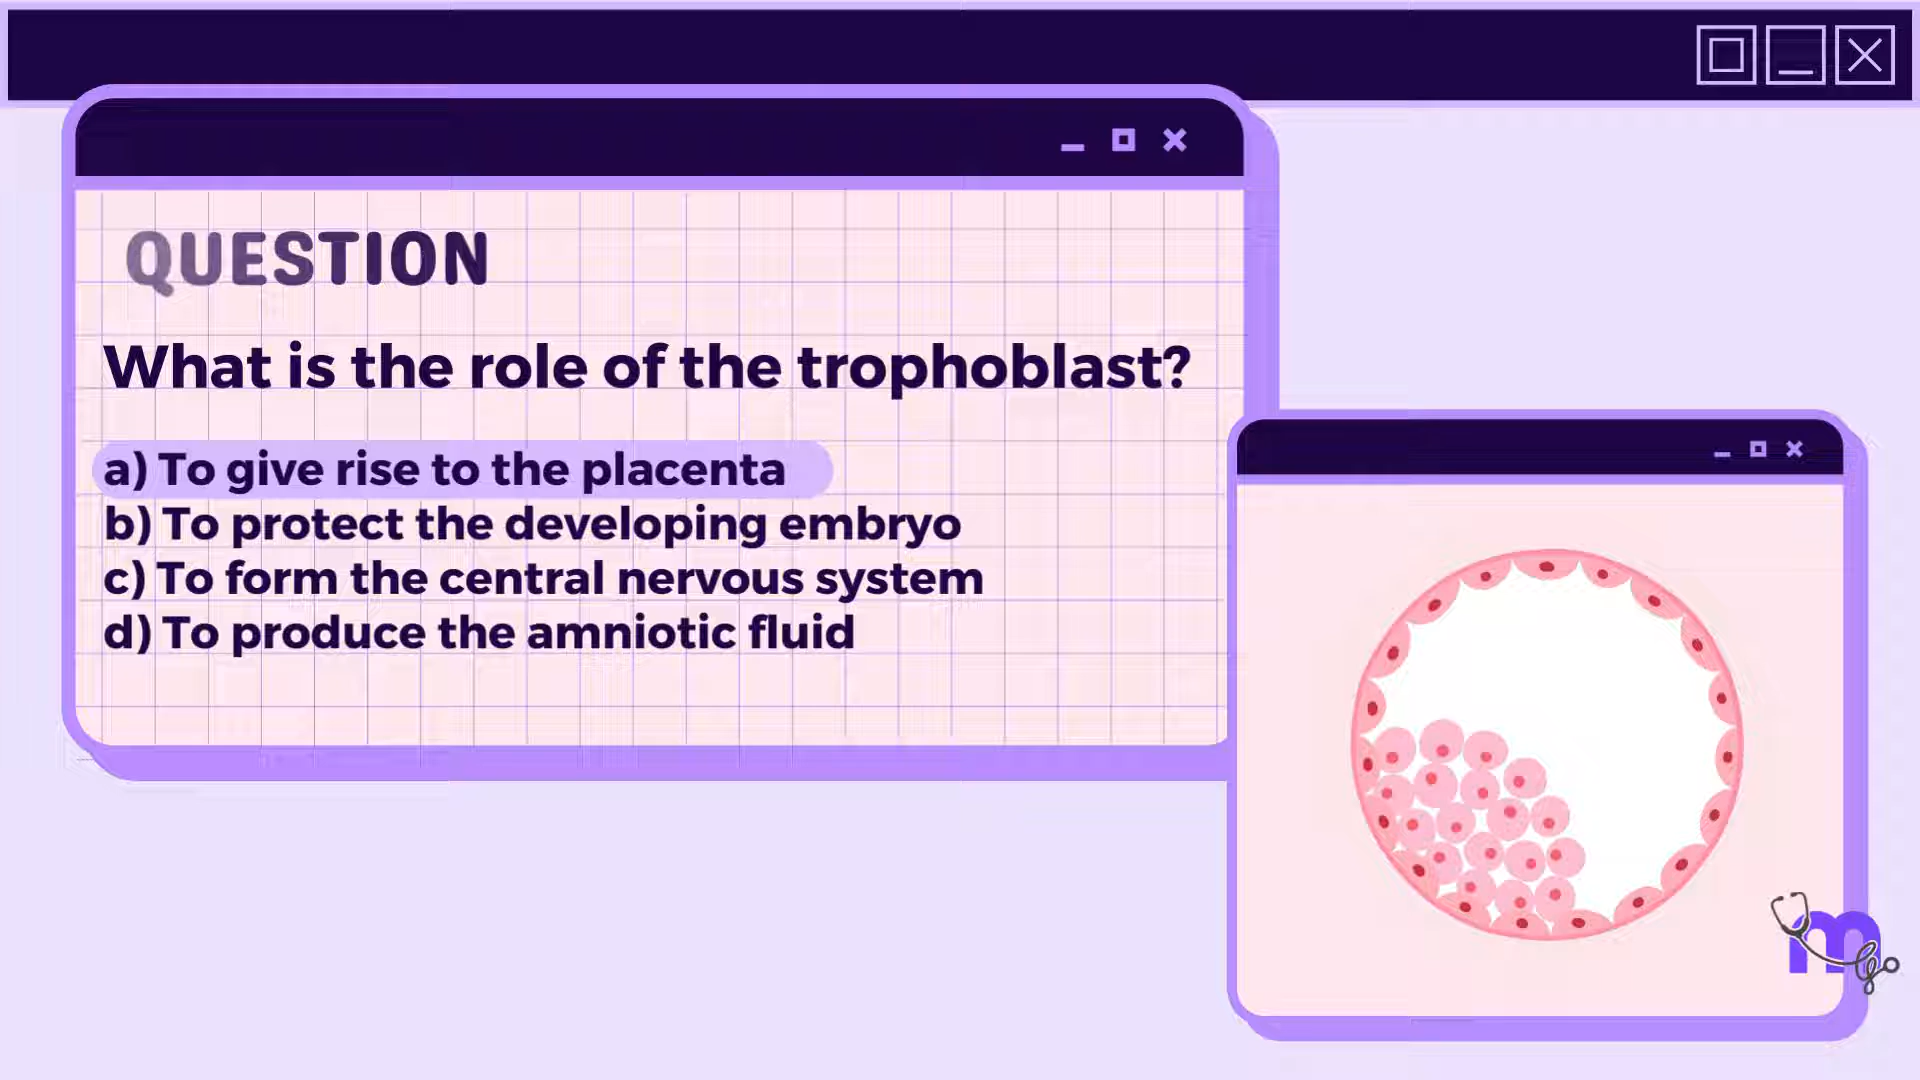 QUESTION
What is the role of the trophoblast?
a) To give rise to the placenta
b) To protect the developing embryo
c) To form the central nervous system
d) To produce the amniotic fluid
m go